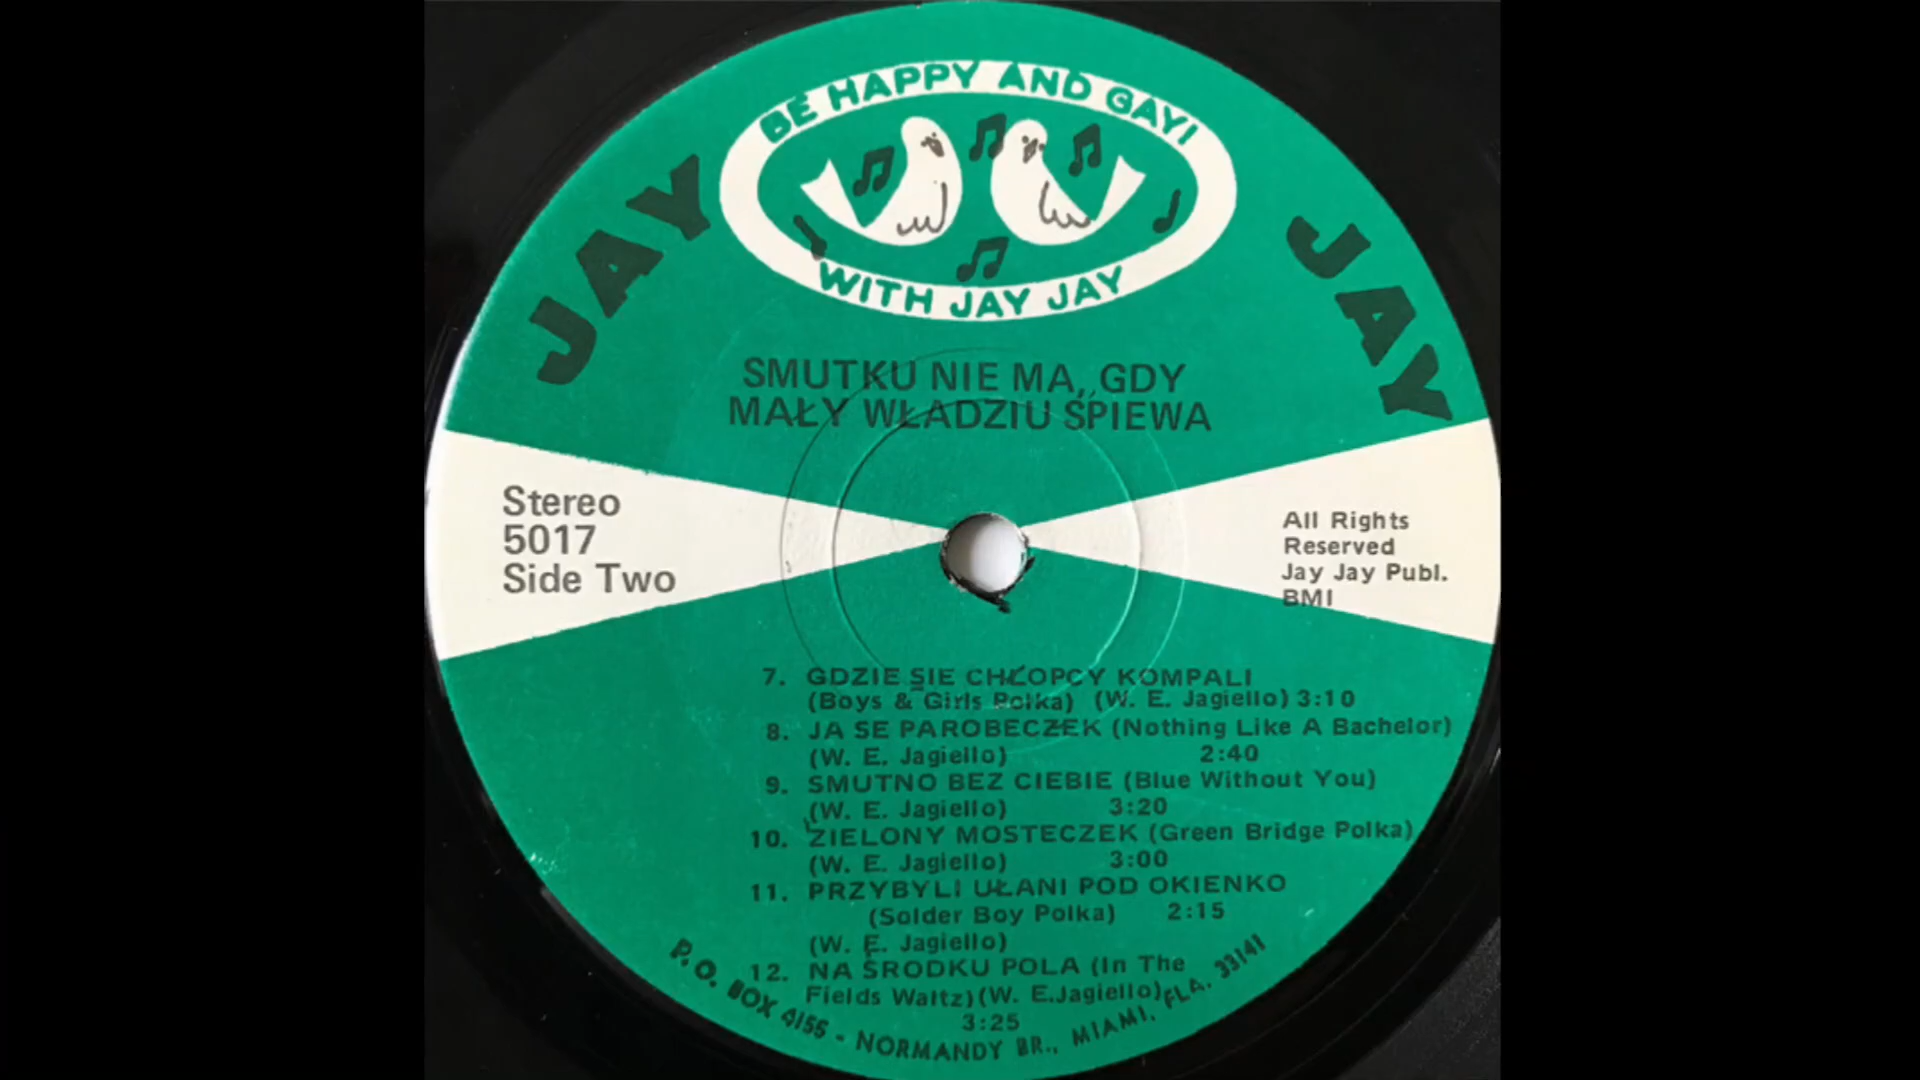 BE HAPPY AND GAY!
WITH JAY JAY
JAY
JAY
SMUTKU NIE MA, GDY
MAŁY WŁADZIU ŚPIEWA
Stereo
5017
Side Two
All Rights
Reserved
Jay Jay Publ.
BMI
7. GDZIE SIĘ CHŁOPCY KOMPALI
(Boys & Girls Polka) (W. E. Jagiello) 3:10
8. JA SE PAROBECZEK (Nothing Like A Bachelor)
(W. E. Jagiello) 2:40
9. SMUTNO BEZ CIEBIE (Blue Without You)
(W. E. Jagiello) 3:20
10. ZIELONY MOSTECZEK (Green Bridge Polka)
(W. E. Jagiello) 3:00
11. PRZYBYLI UŁANI POD OKIENKO
(Solder Boy Polka) 2:15
(W. E. Jagiello)
12. NA ŚRODKU POLA (In The
Fields Waltz) (W. E.Jagiello)
3:25
P.O. BOX 4155 - NORMANDY BR., MIAMI, FLA. 33141